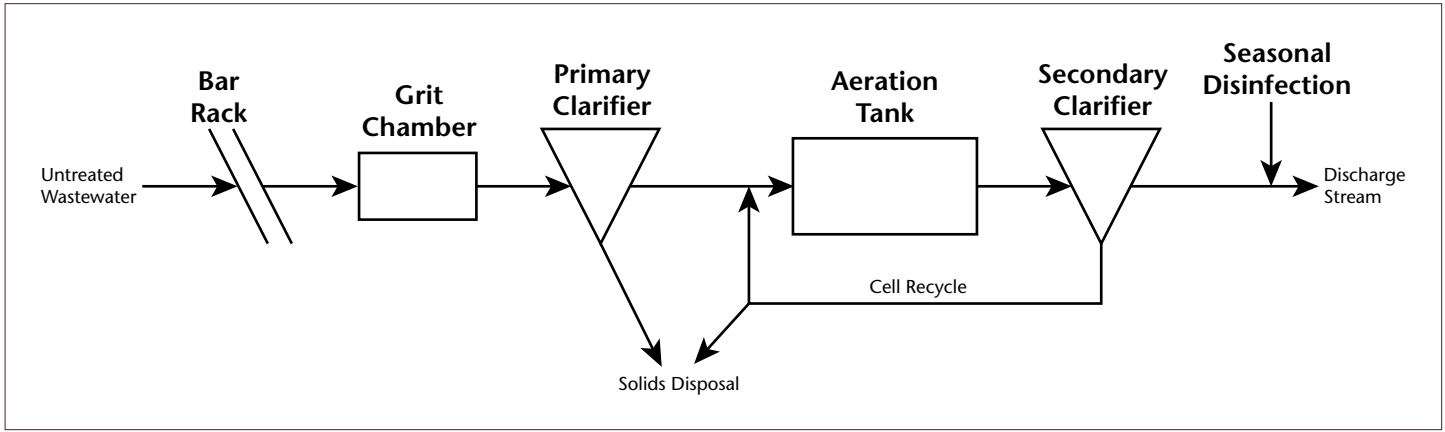 Bar
Rack
Grit
Chamber
Primary
Clarifier
Aeration
Tank
Secondary
Clarifier
Seasonal
Disinfection
Untreated
Wastewater
Discharge
Stream
Cell Recycle
Solids Disposal